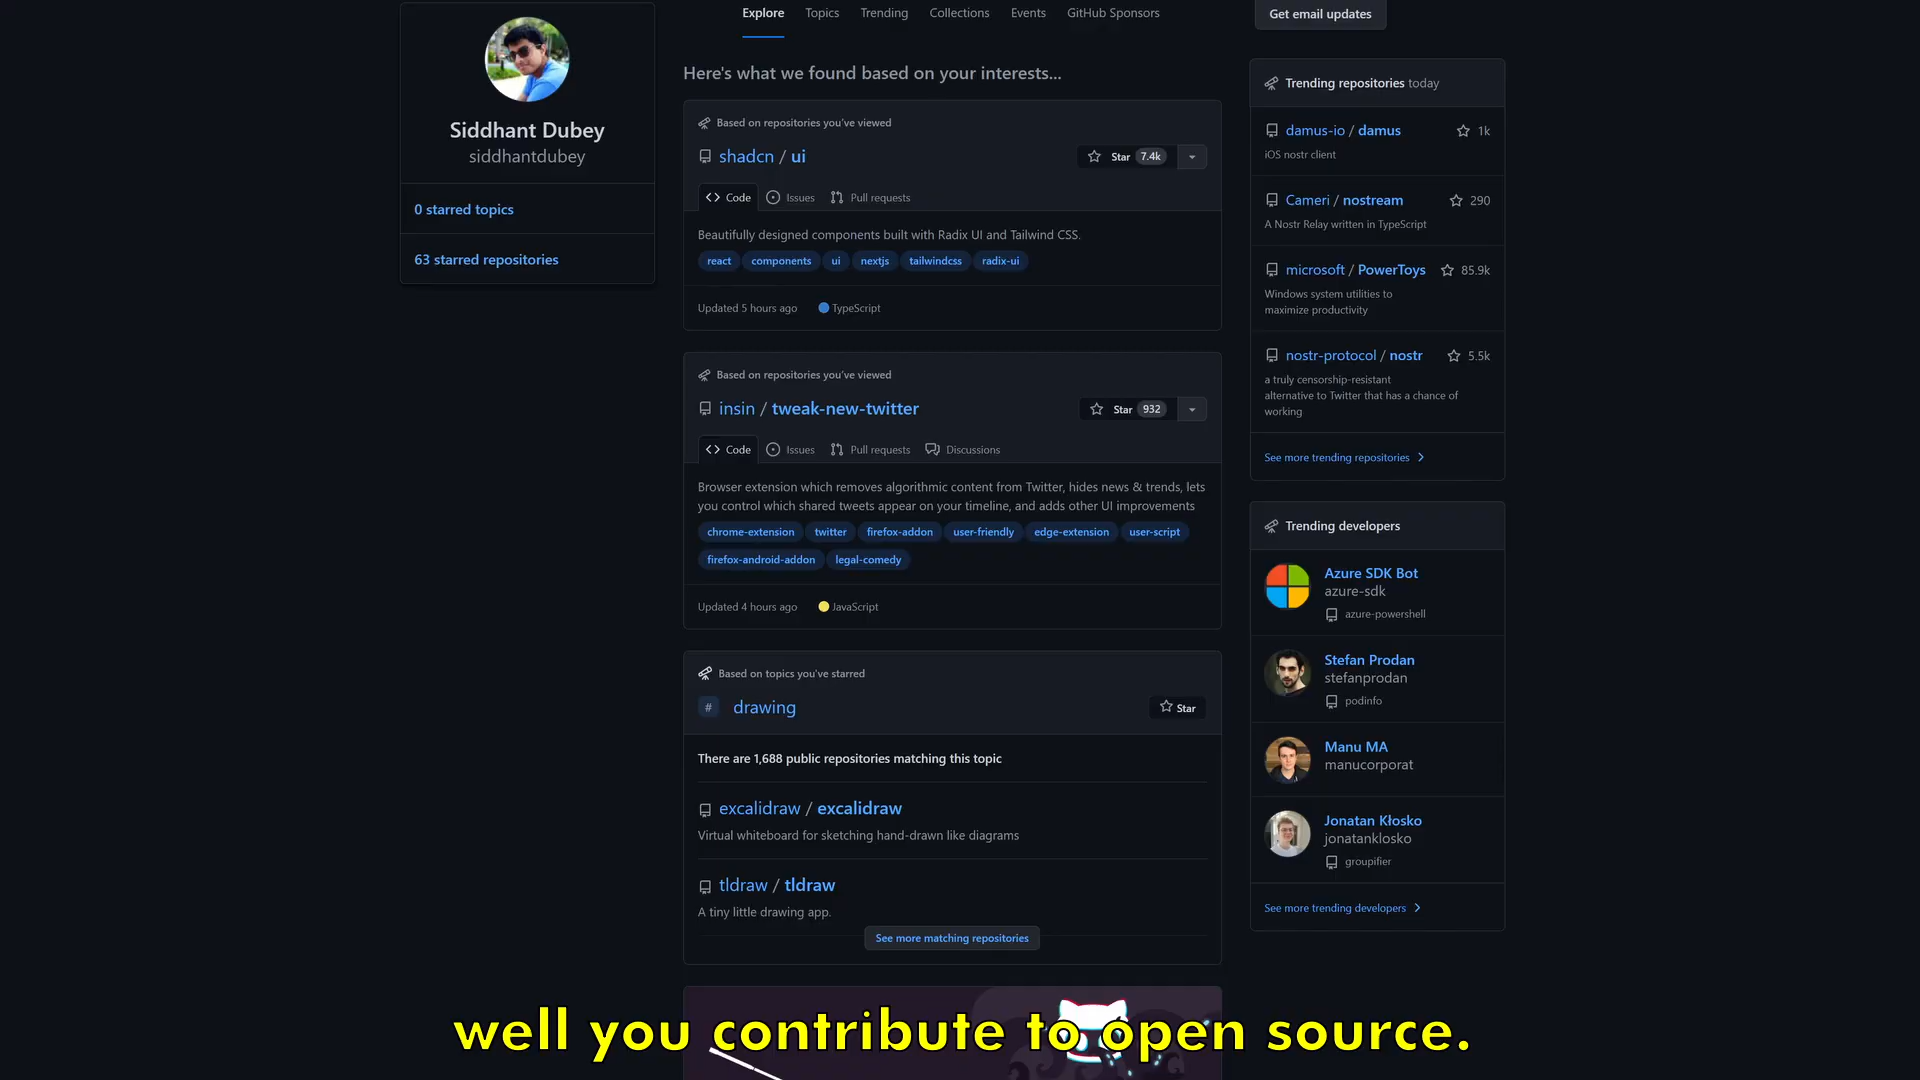 Explore Topics Trending Collections Events GitHub Sponsors
Get email updates
Siddhant Dubey
siddhantdubey
0 starred topics
63 starred repositories
Here's what we found based on your interests...
Based on repositories you've viewed
shadcn / ui
Star 7.4k
Code Issues Pull requests
Beautifully designed components built with Radix UI and Tailwind CSS.
react components ui nextjs tailwindcss radix-ui
Updated 5 hours ago TypeScript
Based on repositories you've viewed
insin / tweak-new-twitter
Star 932
Code Issues Pull requests Discussions
Browser extension which removes algorithmic content from Twitter, hides news & trends, lets
you control which shared tweets appear on your timeline, and adds other UI improvements
chrome-extension twitter firefox-addon user-friendly edge-extension user-script
firefox-android-addon legal-comedy
Updated 4 hours ago JavaScript
Based on topics you've starred
# drawing
Star
There are 1,688 public repositories matching this topic
excalidraw / excalidraw
Virtual whiteboard for sketching hand-drawn like diagrams
tldraw / tldraw
A tiny little drawing app.
See more matching repositories
Trending repositories today
damus-io / damus 1k
iOS nostr client
Cameri / nostream 290
A Nostr Relay written in TypeScript
microsoft / PowerToys 85.9k
Windows system utilities to
maximize productivity
nostr-protocol / nostr 5.5k
a truly censorship-resistant
alternative to Twitter that has a chance of
working
See more trending repositories
Trending developers
Azure SDK Bot
azure-sdk
azure-powershell
Stefan Prodan
stefanprodan
podinfo
Manu MA
manucorporat
Jonatan Kłosko
jonatanklosko
groupifier
See more trending developers
well you contribute to open source.